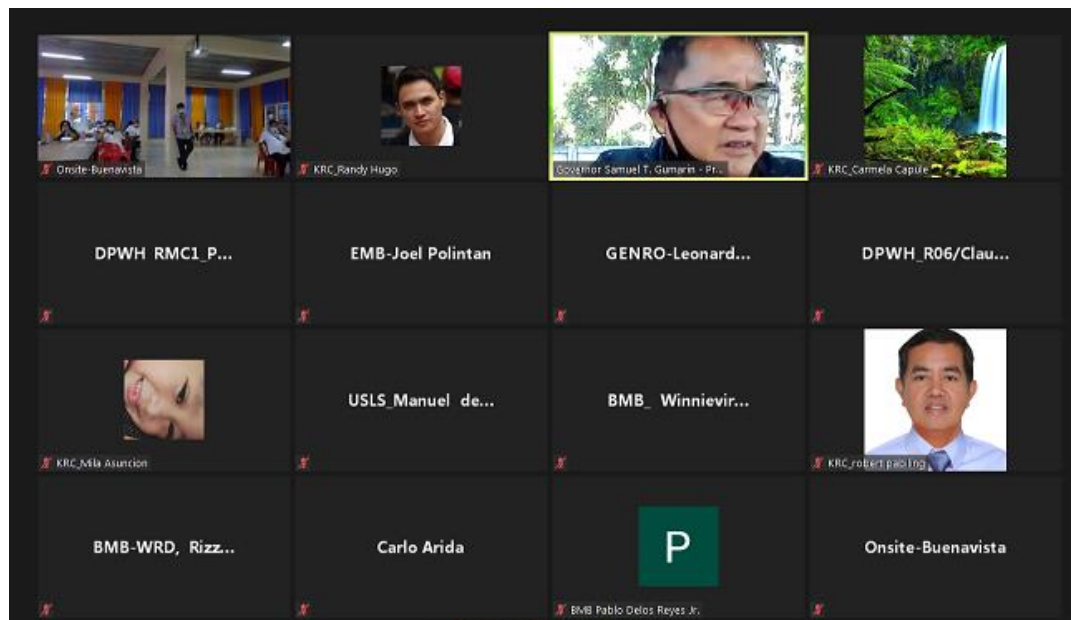 Onsite-Buenavista
KRC_Randy Hugo
Governor Samuel T. Gumarin - Pr...
KRC_Carmela Capule
DPWH RMC1_P...
EMB-Joel Polintan
GENRO-Leonard...
DPWH_R06/Clau...
KRC_Mila Asuncion
USLS_Manuel de...
BMB_ Winnievir...
KRC_robert pabiling
BMB-WRD, Rizz...
Carlo Arida
P
BMB Pablo Delos Reyes Jr.
Onsite-Buenavista